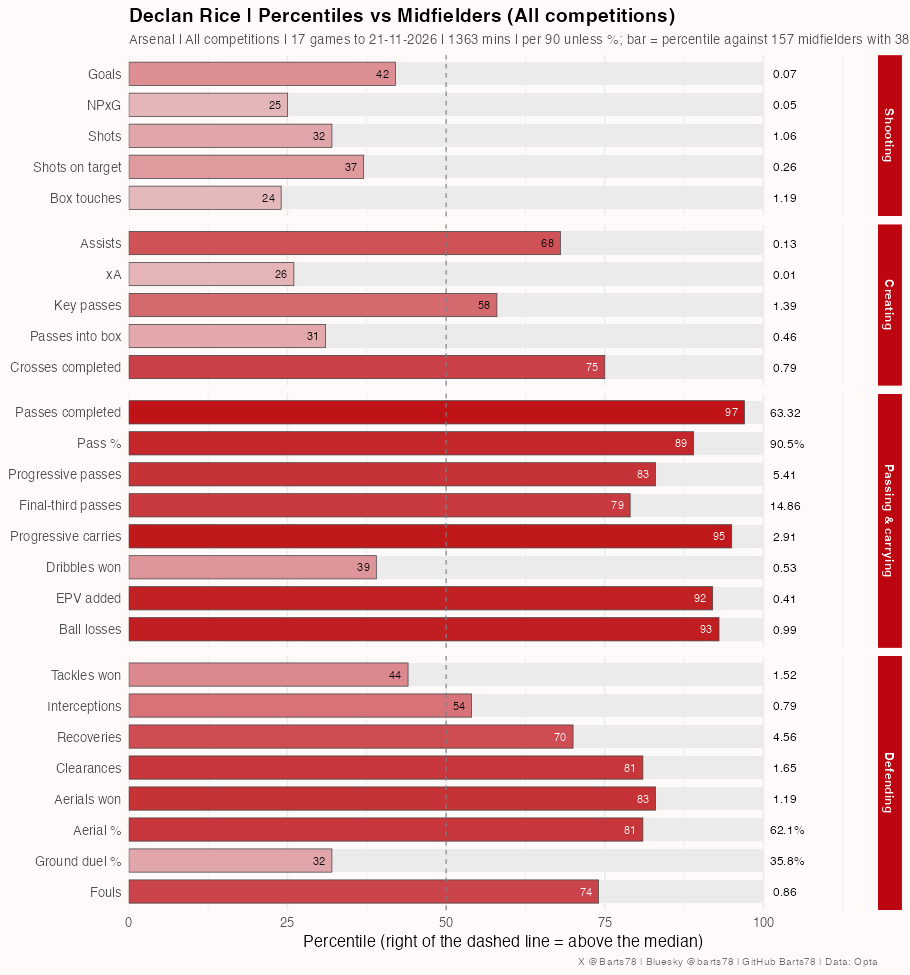 Declan Rice | Percentiles vs Midfielders (All competitions)
Arsenal | All competitions | 17 games to 21-11-2026 | 1363 mins | per 90 unless %; bar = percentile against 157 midfielders with 38
Goals 42 0.07
NPxG 25 0.05
Shots 32 1.06
Shots on target 37 0.26
Box touches 24 1.19
Shooting
Assists 68 0.13
xA 26 0.01
Key passes 58 1.39
Passes into box 31 0.46
Crosses completed 75 0.79
Creating
Passes completed 97 63.32
Pass % 89 90.5%
Progressive passes 83 5.41
Final-third passes 79 14.86
Progressive carries 95 2.91
Dribbles won 39 0.53
EPV added 92 0.41
Ball losses 93 0.99
Passing & carrying
Tackles won 44 1.52
Interceptions 54 0.79
Recoveries 70 4.56
Clearances 81 1.65
Aerials won 83 1.19
Aerial % 81 62.1%
Ground duel % 32 35.8%
Fouls 74 0.86
Defending
0 25 50 75 100
Percentile (right of the dashed line = above the median)
X @Barts78 | Bluesky @barts78 | GitHub Barts78 | Data: Opta